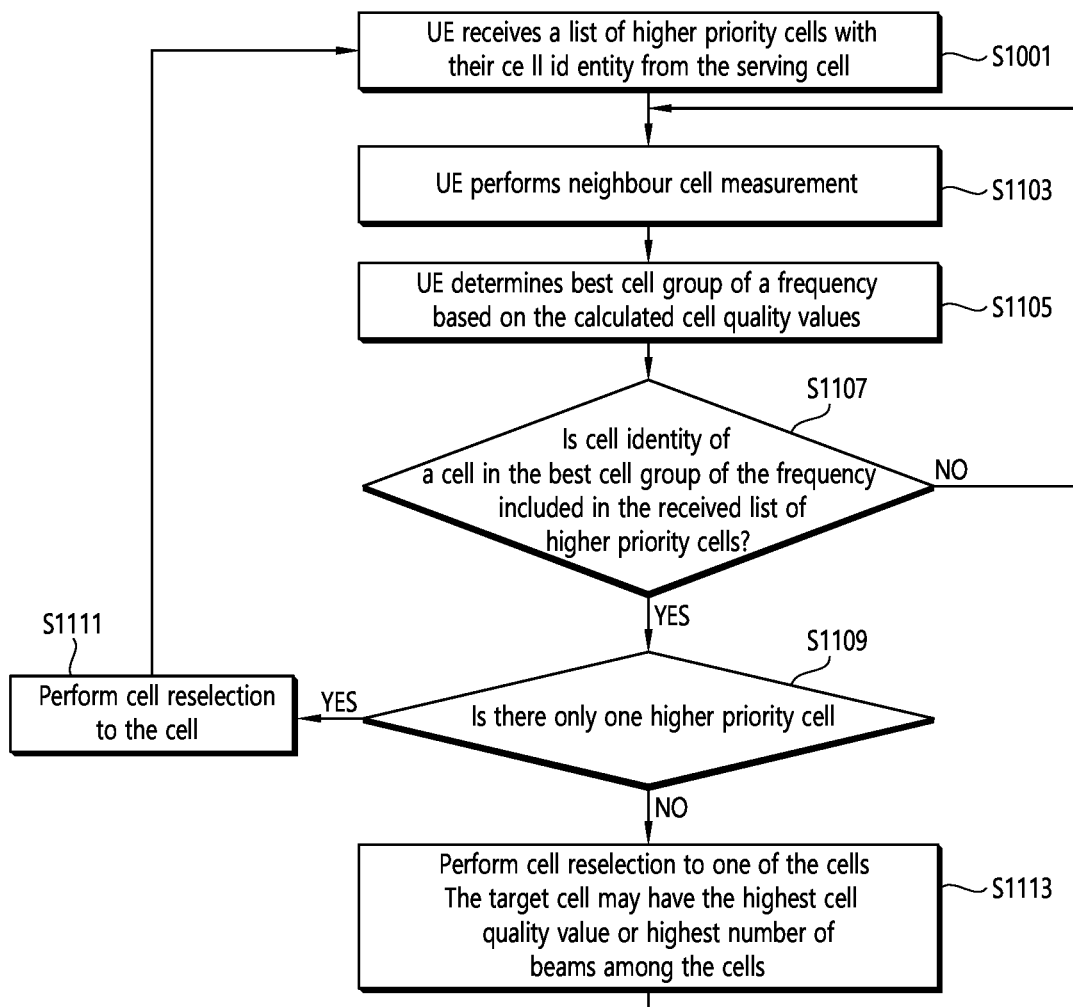 UE receives a list of higher priority cells with
their ce ll id entity from the serving cell
S1001
UE performs neighbour cell measurement
S1103
UE determines best cell group of a frequency
based on the calculated cell quality values
S1105
S1107
Is cell identity of
a cell in the best cell group of the frequency
included in the received list of
higher priority cells?
NO
YES
S1109
Is there only one higher priority cell
YES
S1111
Perform cell reselection
to the cell
NO
Perform cell reselection to one of the cells
The target cell may have the highest cell
quality value or highest number of
beams among the cells
S1113